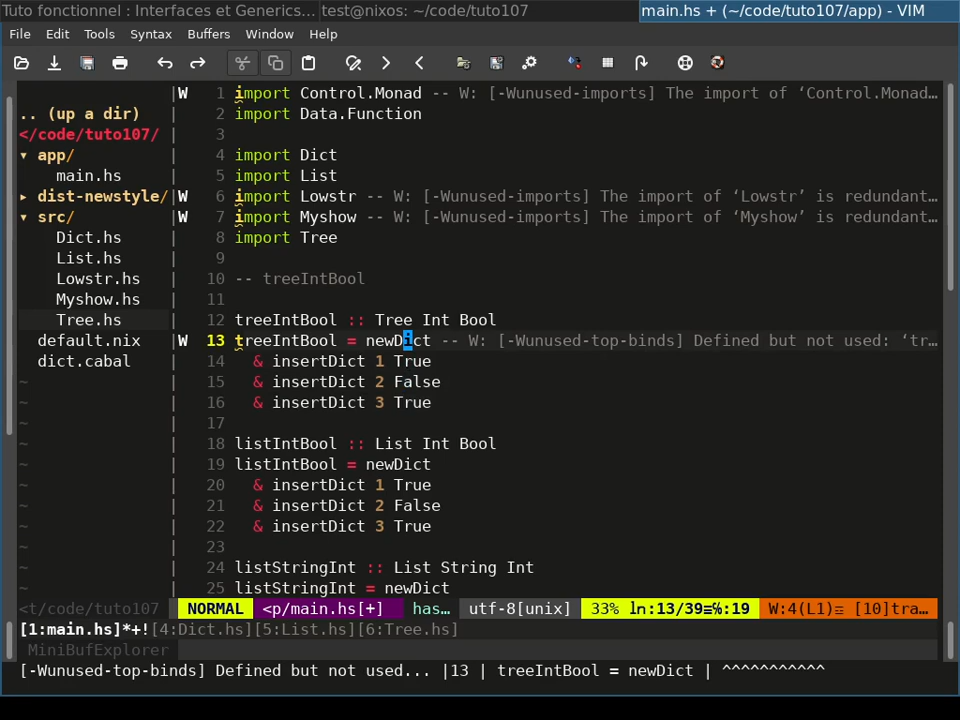 Tuto fonctionnel : Interfaces et Generics... test@nixos: ~/code/tuto107 main.hs + (~/code/tuto107/app) - VIM
File Edit Tools Syntax Buffers Window Help
W 1 import Control.Monad -- W: [-Wunused-imports] The import of ‘Control.Monad…
.. (up a dir) 2 import Data.Function
</code/tuto107/ 3
▾ app/ 4 import Dict
main.hs 5 import List
▸ dist-newstyle/ W 6 import Lowstr -- W: [-Wunused-imports] The import of ‘Lowstr’ is redundant…
▾ src/ W 7 import Myshow -- W: [-Wunused-imports] The import of ‘Myshow’ is redundant…
Dict.hs 8 import Tree
List.hs 9
Lowstr.hs 10 -- treeIntBool
Myshow.hs 11
Tree.hs 12 treeIntBool :: Tree Int Bool
default.nix W 13 treeIntBool = newDict -- W: [-Wunused-top-binds] Defined but not used: ‘tr…
dict.cabal 14 & insertDict 1 True
~ 15 & insertDict 2 False
~ 16 & insertDict 3 True
~ 17
~ 18 listIntBool :: List Int Bool
~ 19 listIntBool = newDict
~ 20 & insertDict 1 True
~ 21 & insertDict 2 False
~ 22 & insertDict 3 True
~ 23
~ 24 listStringInt :: List String Int
~ 25 listStringInt = newDict
<t/code/tuto107 NORMAL <p/main.hs[+] has… utf-8[unix] 33% ln:13/39≡℅:19 W:4(L1)☲ [10]tra…
[1:main.hs]*+![4:Dict.hs][5:List.hs][6:Tree.hs]
MiniBufExplorer
[-Wunused-top-binds] Defined but not used... |13 | treeIntBool = newDict | ^^^^^^^^^^^